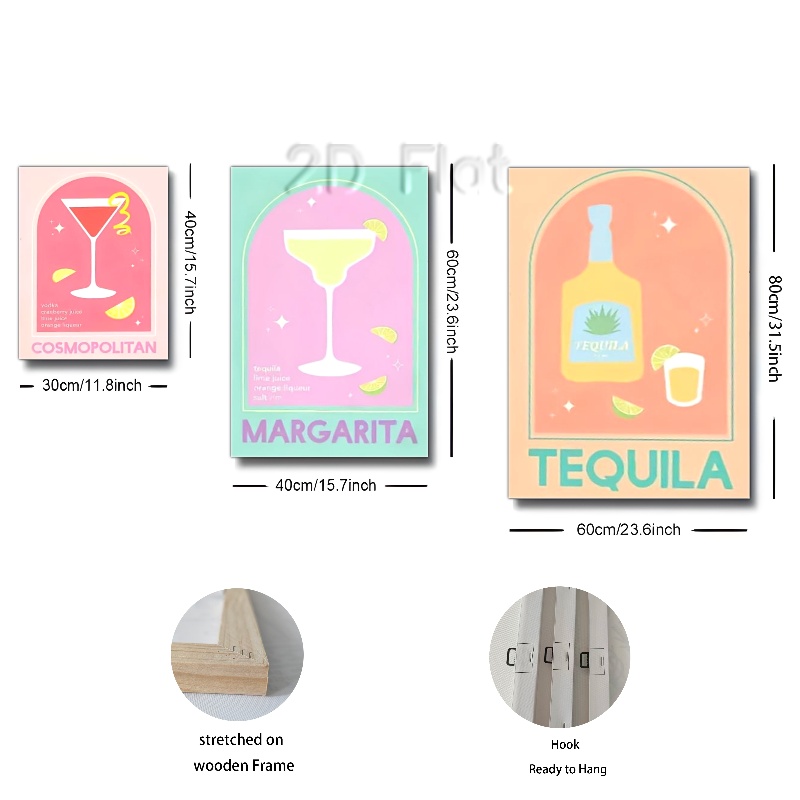 2D Flat
COSMOPOLITAN
vodka
cranberry juice
lime juice
orange liqueur
40cm/15.7inch
30cm/11.8inch
MARGARITA
tequila
lime juice
orange liqueur
salt
60cm/23.6inch
40cm/15.7inch
TEQUILA
TEQUILA
80cm/31.5inch
60cm/23.6inch
stretched on
wooden Frame
Hook
Ready to Hang